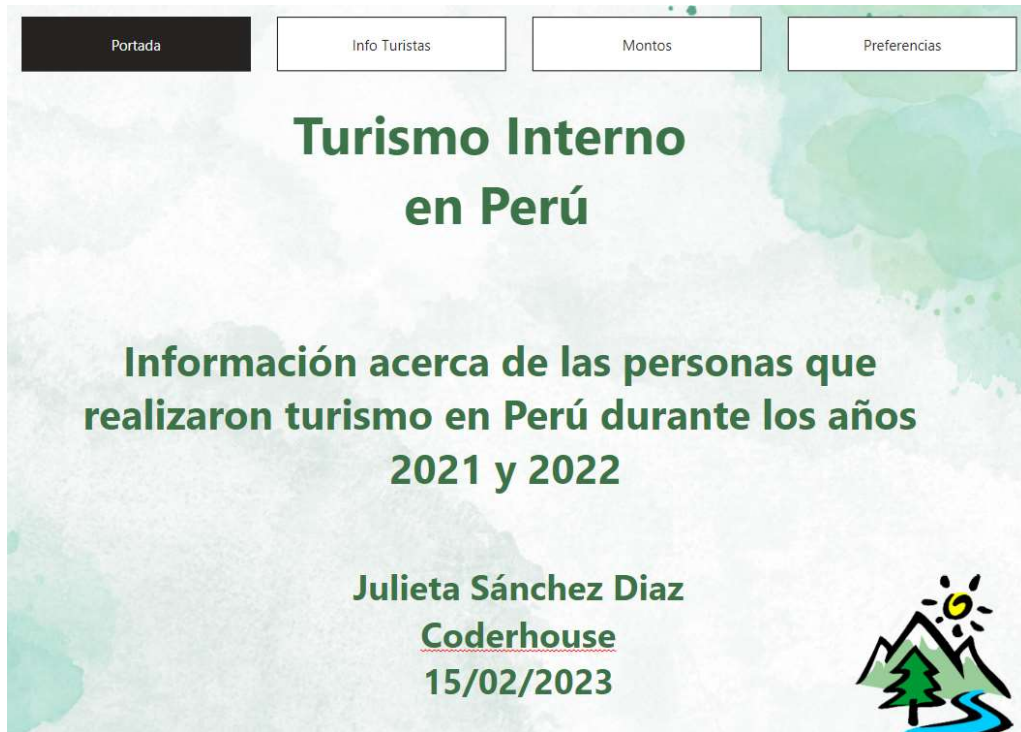 Portada
Info Turistas
Montos
Preferencias
Turismo Interno
en Perú
Información acerca de las personas que
realizaron turismo en Perú durante los años
2021 y 2022
Julieta Sánchez Diaz
Coderhouse
15/02/2023